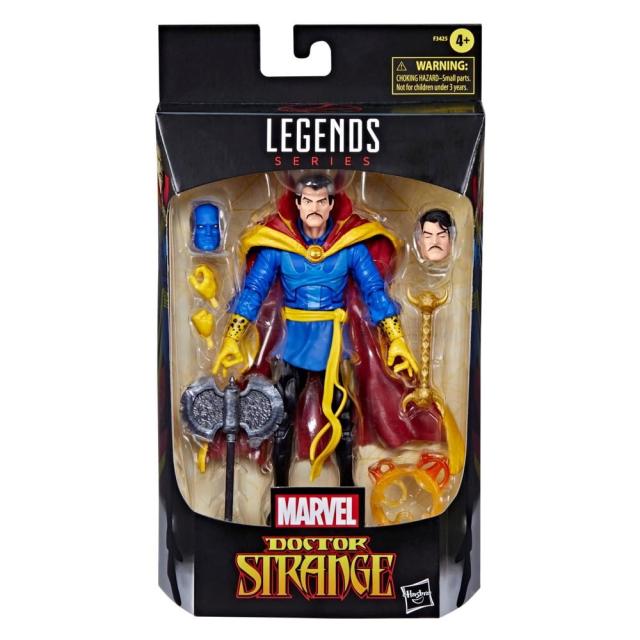 F3425
4+
WARNING:
CHOKING HAZARD–Small parts.
Not for children under 3 years.
LEGENDS
SERIES
MARVEL
DOCTOR
STRANGE
Hasbro